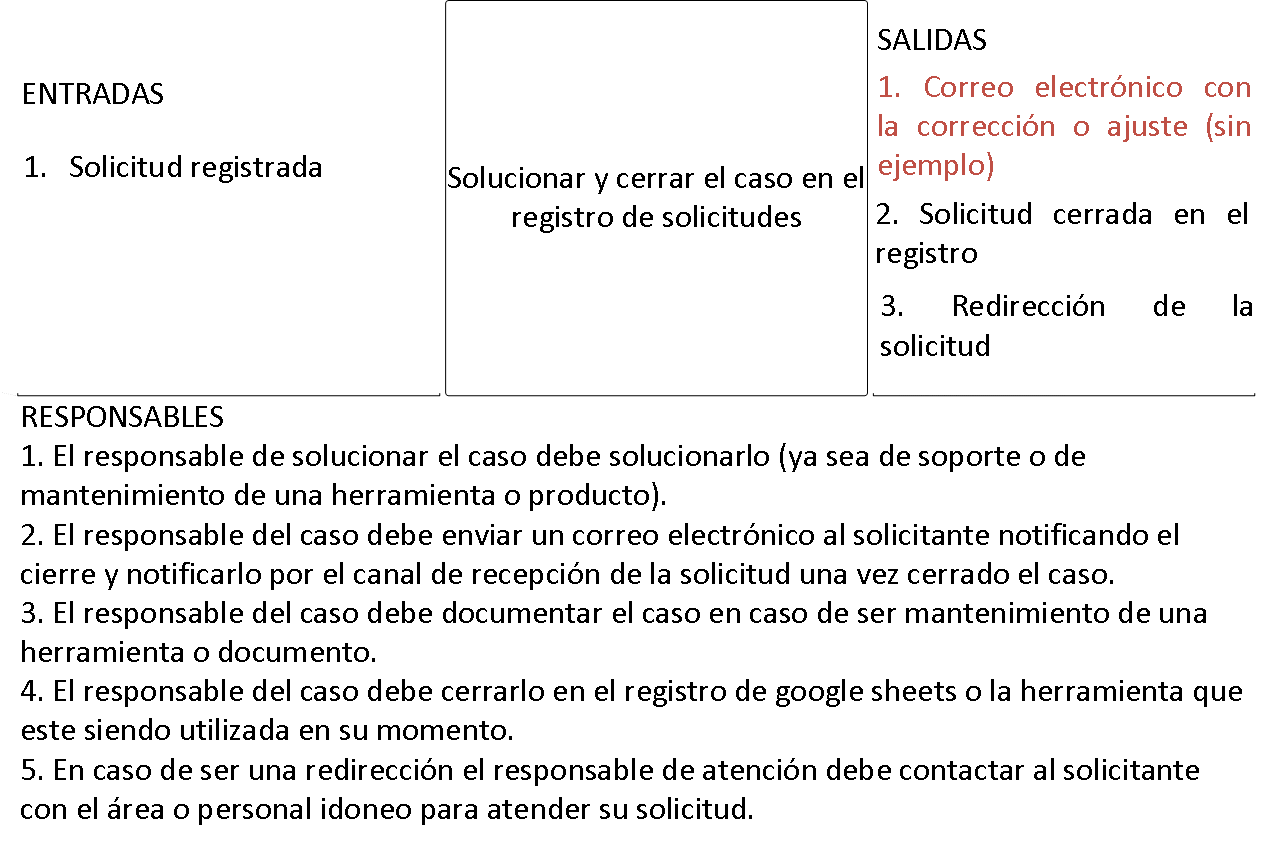 ENTRADAS
1. Solicitud registrada
Solucionar y cerrar el caso en el
registro de solicitudes
SALIDAS
1. Correo electrónico con
la corrección o ajuste (sin
ejemplo)
2. Solicitud cerrada en el
registro
3. Redirección de la
solicitud
RESPONSABLES
1. El responsable de solucionar el caso debe solucionarlo (ya sea de soporte o de
mantenimiento de una herramienta o producto).
2. El responsable del caso debe enviar un correo electrónico al solicitante notificando el
cierre y notificarlo por el canal de recepción de la solicitud una vez cerrado el caso.
3. El responsable del caso debe documentar el caso en caso de ser mantenimiento de una
herramienta o documento.
4. El responsable del caso debe cerrarlo en el registro de google sheets o la herramienta que
este siendo utilizada en su momento.
5. En caso de ser una redirección el responsable de atención debe contactar al solicitante
con el área o personal idoneo para atender su solicitud.